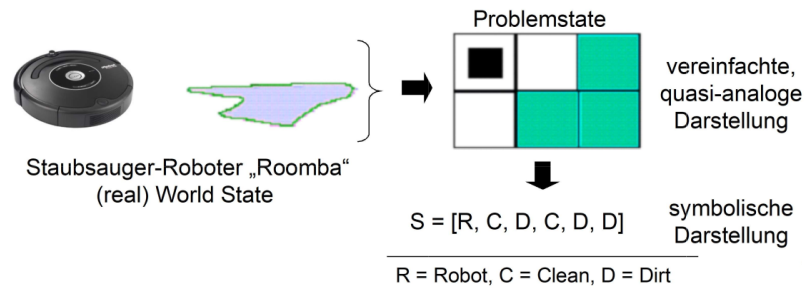 Problemstate
vereinfachte,
quasi-analoge
Darstellung
Staubsauger-Roboter „Roomba“
(real) World State
S = [R, C, D, C, D, D]
symbolische
Darstellung
R = Robot, C = Clean, D = Dirt